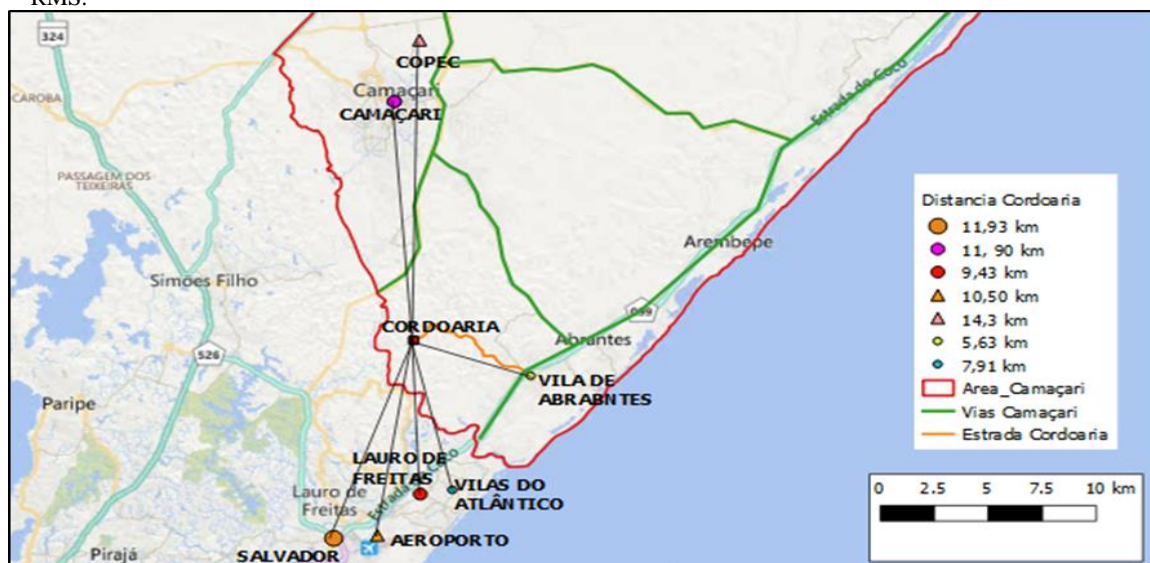 KMS.
324
COPEC
CAROBA
Camaçari
CAMAÇARI
Estrada do Coco
PASSAGEM DOS
TEIXEIRAS
Distancia Cordoaria
11,93 km
11, 90 km
9,43 km
10,50 km
14,3 km
5,63 km
7,91 km
Area_Camaçari
Vias Camaçari
Estrada Cordoaria
Arembepe
Simões Filho
099
CORDOARIA
Abrantes
526
VILA DE
ABRABNTES
Paripe
LAURO DE
FREITAS
VILAS DO
ATLÂNTICO
Lauro de
Freitas
Estrada do Coco
AEROPORTO
SALVADOR
Pirajá
0 2.5 5 7.5 10 km